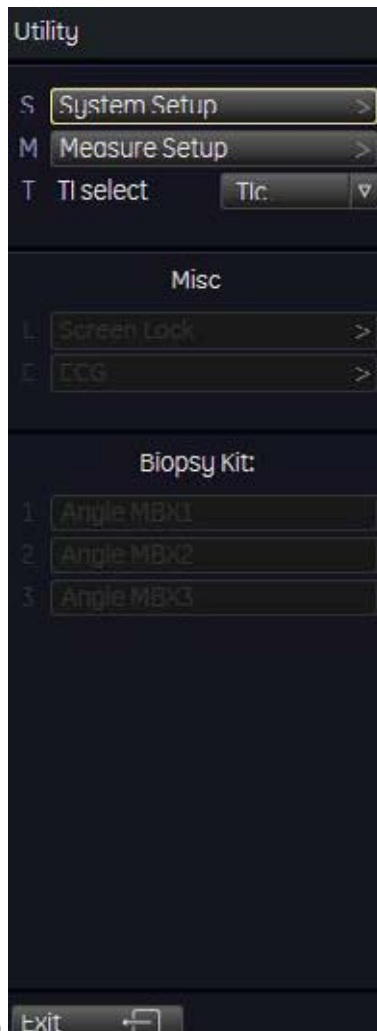 Utility
S System Setup >
M Measure Setup >
T TI select TIc
Misc
L Screen Lock >
E ECG >
Biopsy Kit:
1 Angle MBX1
2 Angle MBX2
3 Angle MBX3
Exit